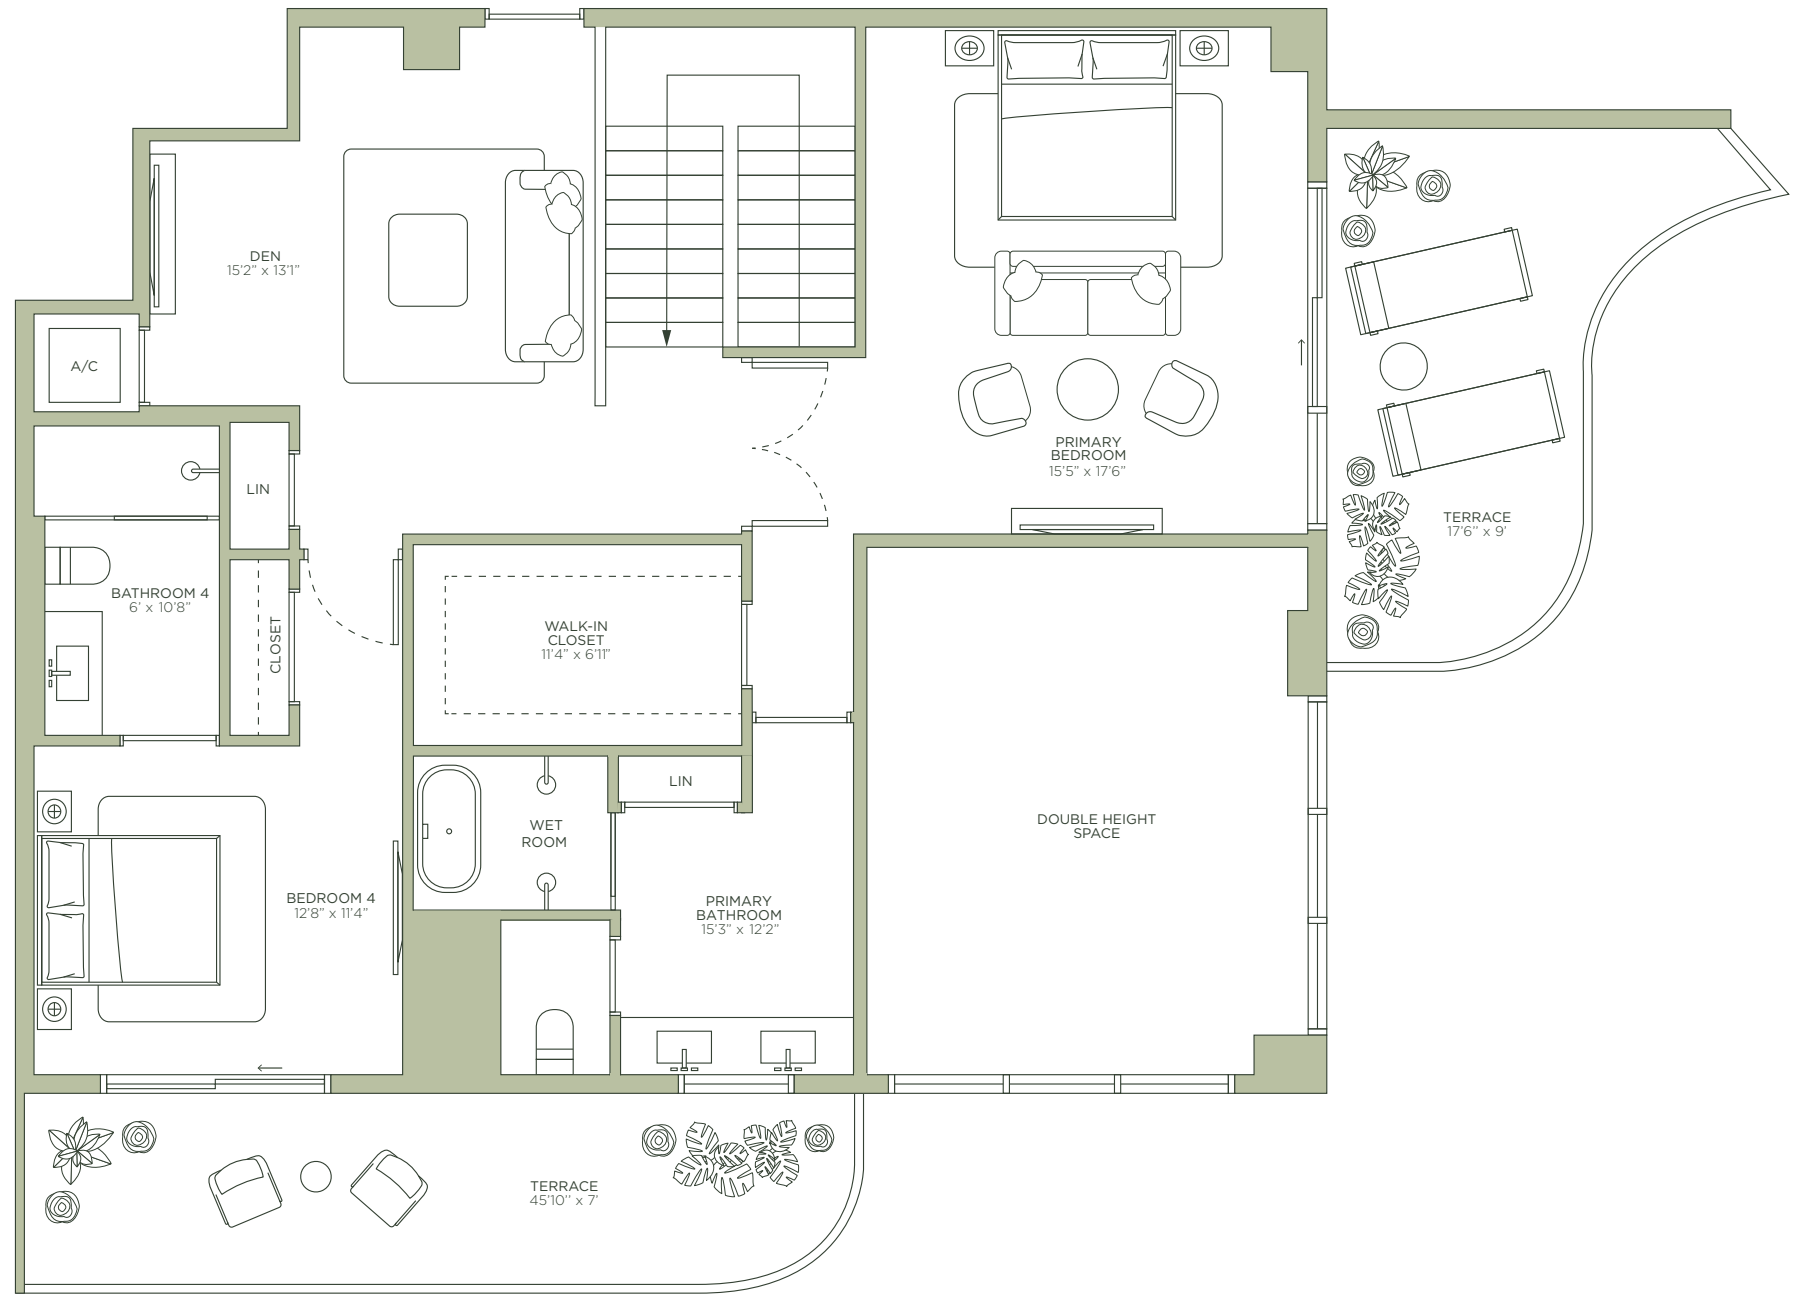 DEN
15'2" x 13'1"
A/C
LIN
PRIMARY
BEDROOM
15'5" x 17'6"
TERRACE
17'6'' x 9'
BATHROOM 4
6' x 10'8"
CLOSET
WALK-IN
CLOSET
11'4" x 6'11"
LIN
WET
ROOM
DOUBLE HEIGHT
SPACE
BEDROOM 4
12'8" x 11'4"
PRIMARY
BATHROOM
15'3" x 12'2"
TERRACE
45'10'' x 7'